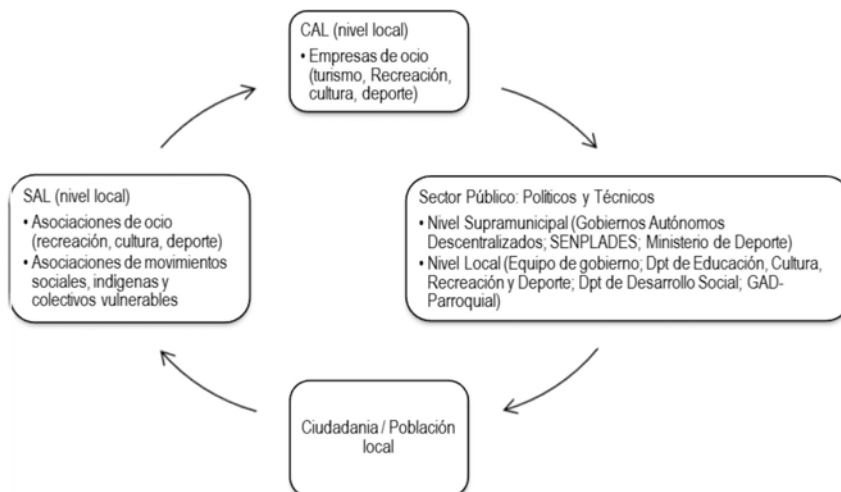 CAL (nivel local)
• Empresas de ocio
(turismo, Recreación,
cultura, deporte)
SAL (nivel local)
• Asociaciones de ocio
(recreación, cultura, deporte)
• Asociaciones de movimientos
sociales, indígenas y
colectivos vulnerables
Sector Público: Políticos y Técnicos
• Nivel Supramunicipal (Gobiernos Autónomos
Descentralizados; SENPLADES; Ministerio de Deporte)
• Nivel Local (Equipo de gobierno; Dpt de Educación, Cultura,
Recreación y Deporte; Dpt de Desarrollo Social; GAD-
Parroquial)
Ciudadania / Población
local